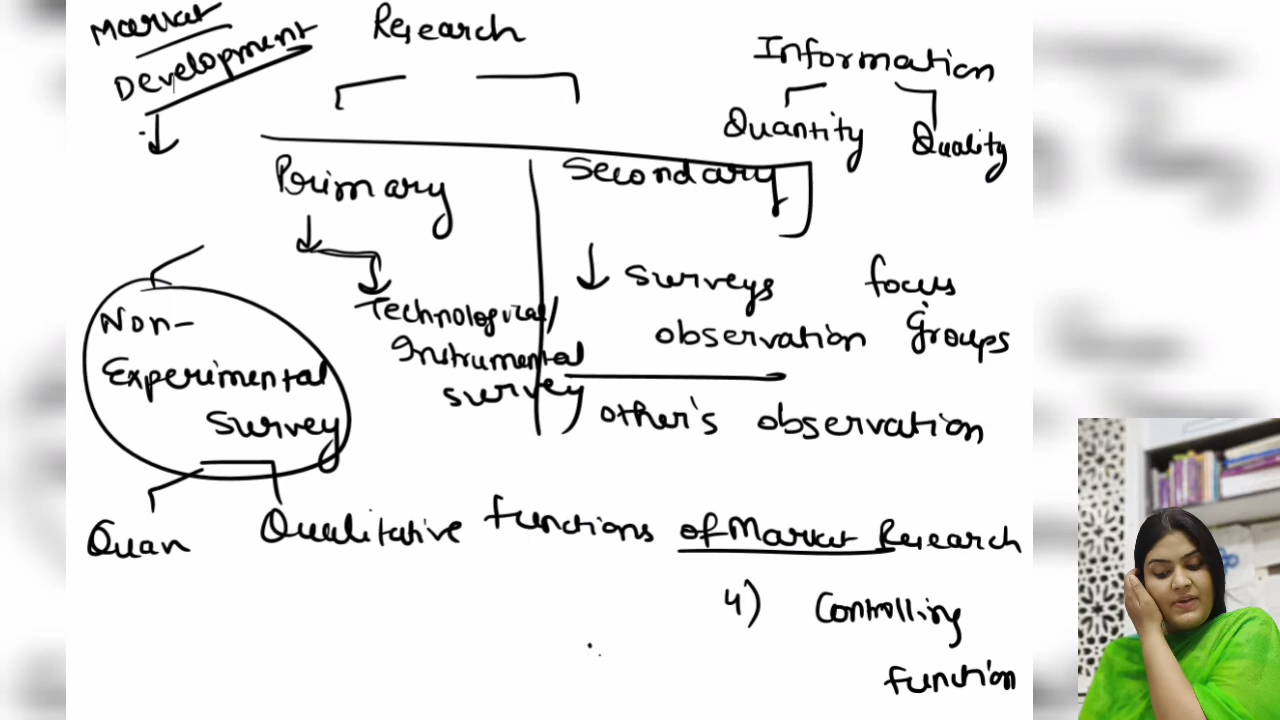 Market
Development
Research
Information
Quantity
Quality
Primary
Secondary
Technological/
Instrumental
survey
Surveys
observation
focus
groups
other's observation
Non-
Experimental
Survey
Quan
Qualitative
functions of Market Research
4) Controlling
function